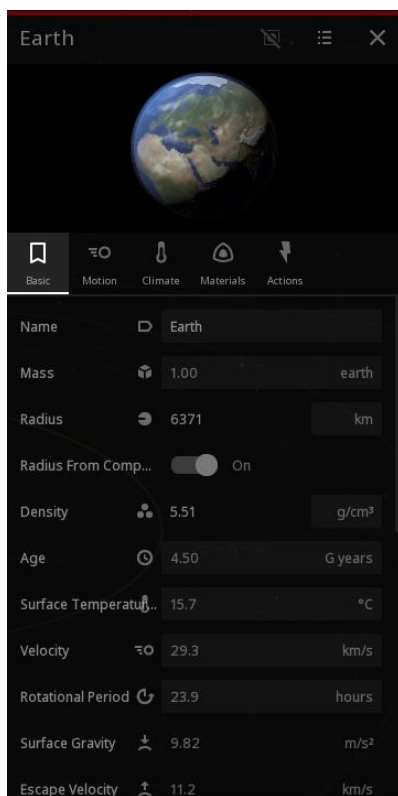 Earth
Basic Motion Climate Materials Actions
Name Earth
Mass 1.00 earth
Radius 6371 km
Radius From Comp... On
Density 5.51 g/cm³
Age 4.50 G years
Surface Temperatur... 15.7 °C
Velocity 29.3 km/s
Rotational Period 23.9 hours
Surface Gravity 9.82 m/s²
Escape Velocity 11.2 km/s